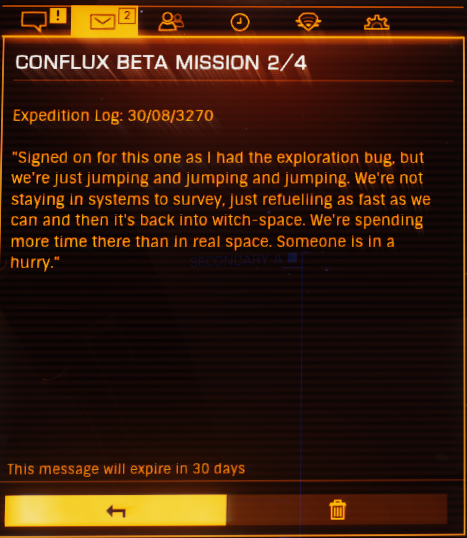 !
2
CONFLUX BETA MISSION 2/4
Expedition Log: 30/08/3270
"Signed on for this one as I had the exploration bug, but
we're just jumping and jumping and jumping. We're not
staying in systems to survey, just refuelling as fast as we
can and then it's back into witch-space. We're spending
more time there than in real space. Someone is in a
hurry."
This message will expire in 30 days